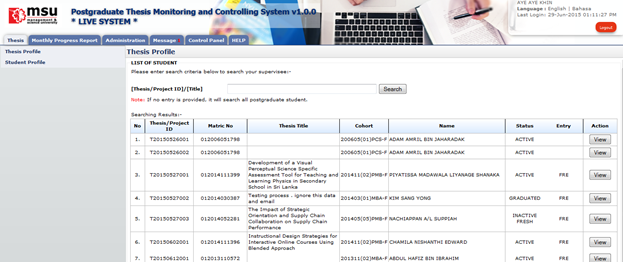 msu
management &
Postgraduate Thesis Monitoring and Controlling System v1.0.0
* LIVE SYSTEM *
AYE AYE KHIN
Language : English | Bahasa
Last Login: 29-Jun-2015 01:11:27 PM
Logout
Thesis Monthly Progress Report Administration Message Control Panel HELP
Thesis Profile
Student Profile
Thesis Profile
LIST OF STUDENT
Please enter search criteria below to search your supervisee:-
[Thesis/Project ID]/[Title] Search
Note: If no entry is provided, it will search all postgraduate student.
Searching Results:-
No Thesis/Project ID Matric No Thesis Title Cohort Name Status Entry Action
1. T20150526001 012006051798 200605(01)PCS-F ADAM AMRIL BIN JAHARADAK ACTIVE View
2. T20150526002 012006051798 200605(01)PCS-F ADAM AMRIL BIN JAHARADAK ACTIVE View
3. T20150527001 012014111399 Development of a Visual Perceptual Science Specific Assessment Tool for Teaching and Learning Physics in Secondary School in Sri Lanka 201411(02)PMB-F PIYATISSA MADAWALA LIYANAGE SHANAKA ACTIVE FRE View
4. T20150527002 012014030387 Testing process .. ignore this data and email 201403(01)MBA-F KIM SANG YONG GRADUATED FRE View
5. T20150527003 012014052281 The Impact of Strategic Orientation and Supply Chain Collaboration on Supply Chain Performance 201405(05)PMB-F NACHIAPPAN A/L SUPPIAH INACTIVE FRESH FRE View
6. T20150602001 012014111396 Instructional Design Strategies for Interactive Online Courses Using Blended Approach 201411(02)PMB-F CHAMILA NISHANTHI EDWARD ACTIVE FRE View
7. T20150612001 012013110572 201311(02)MBA-F ABDUL HAFIZ BIN IBRAHIM ACTIVE FRE View